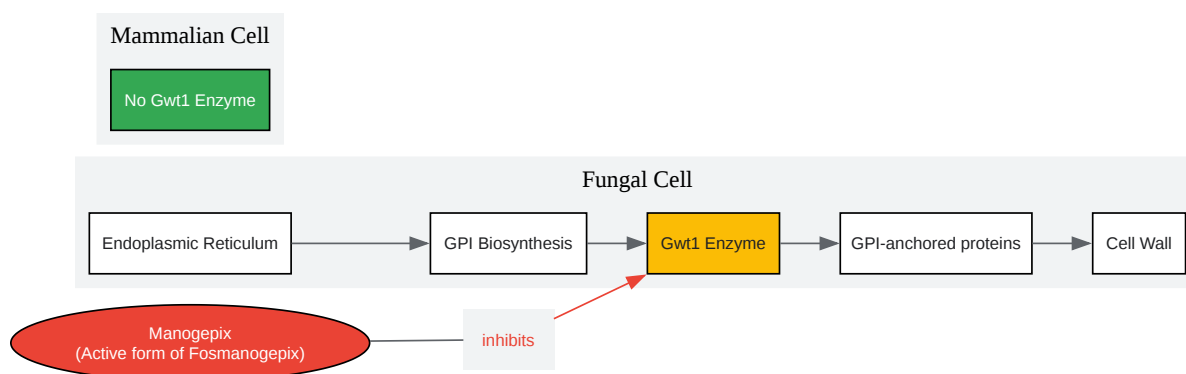 Mammalian Cell
No Gwt1 Enzyme
Fungal Cell
Endoplasmic Reticulum
GPI Biosynthesis
Gwt1 Enzyme
GPI-anchored proteins
Cell Wall
Manogepix
(Active form of Fosmanogepix)
inhibits